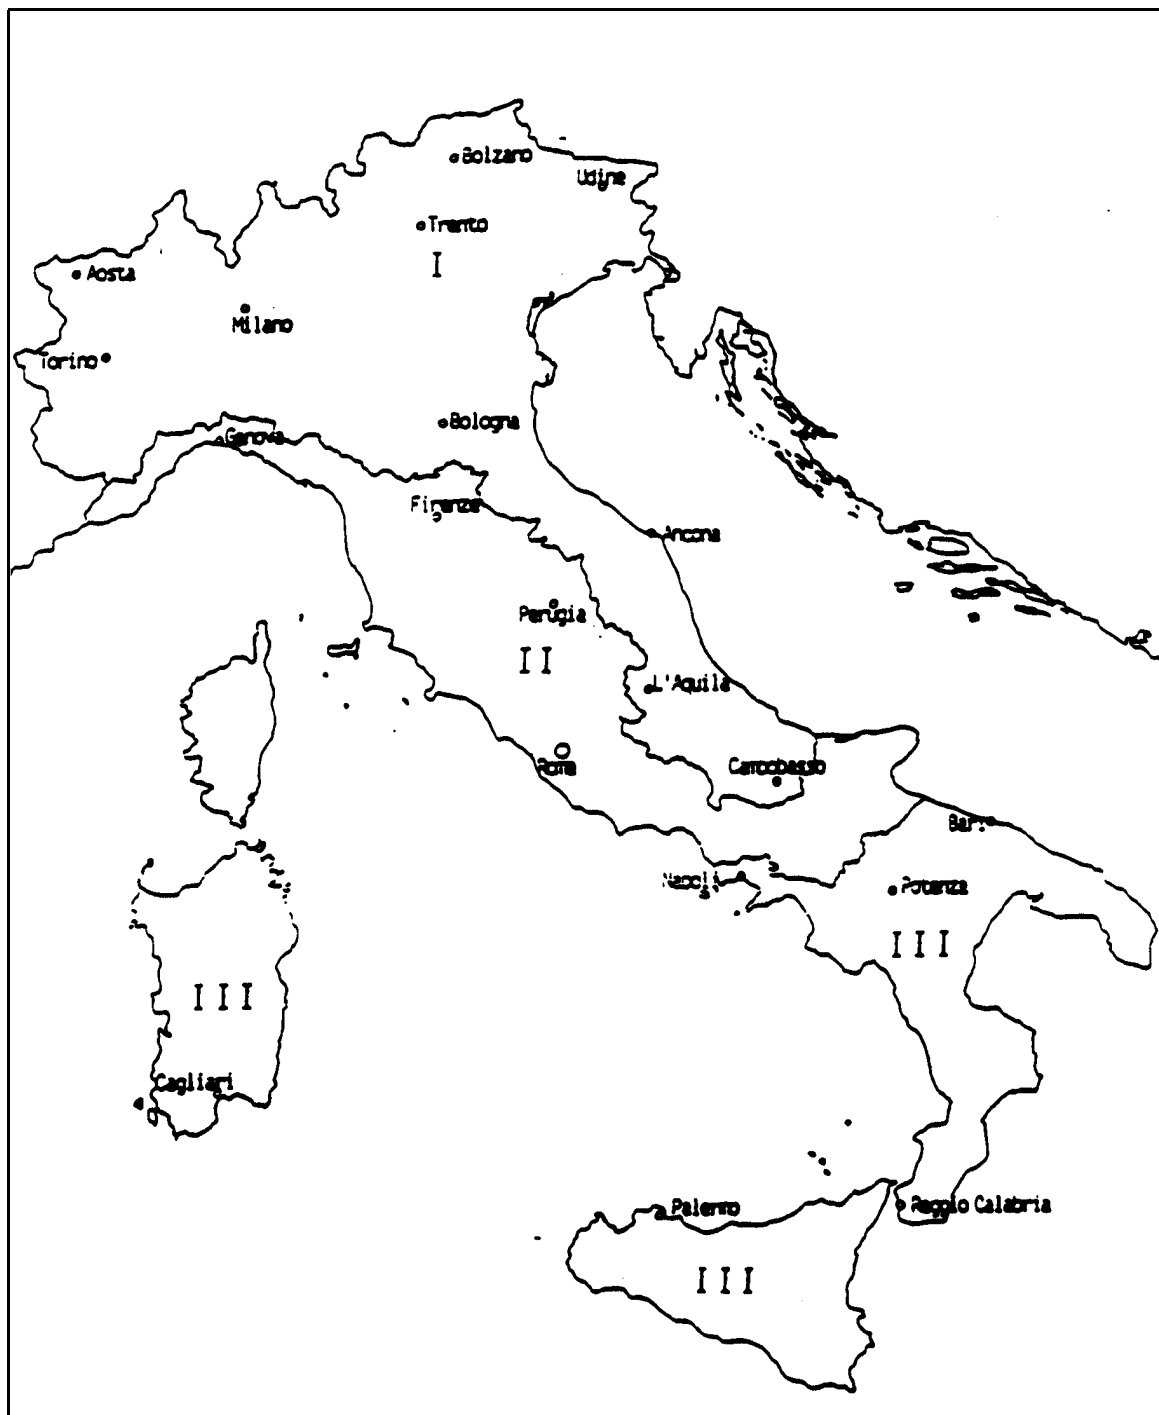 Bolzano
Udine
Trento
I
Aosta
Milano
Torino
Bologna
Genova
Firenze
Ancona
Perugia
II
L'Aquila
Roma
Campobasso
Bari
Napoli
Potenza
III
III
Cagliari
Palermo
Reggio Calabria
III